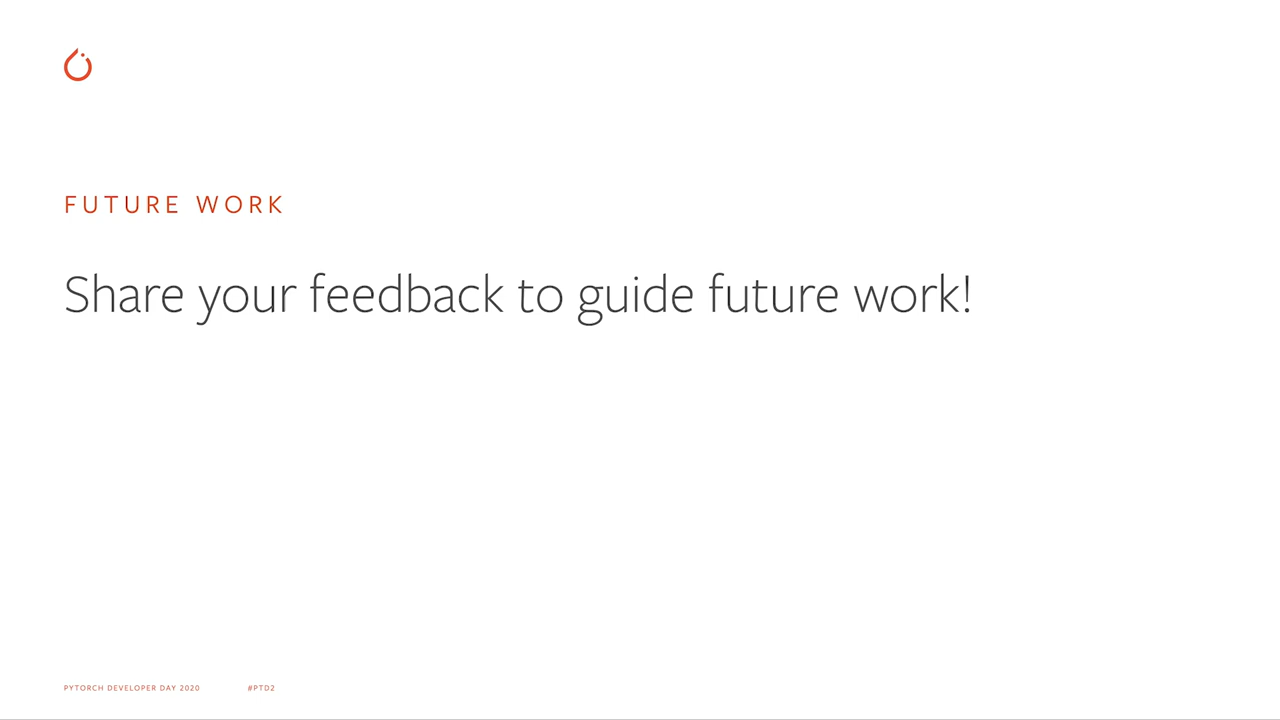 FUTURE WORK
Share your feedback to guide future work!
PYTORCH DEVELOPER DAY 2020 #PTD2